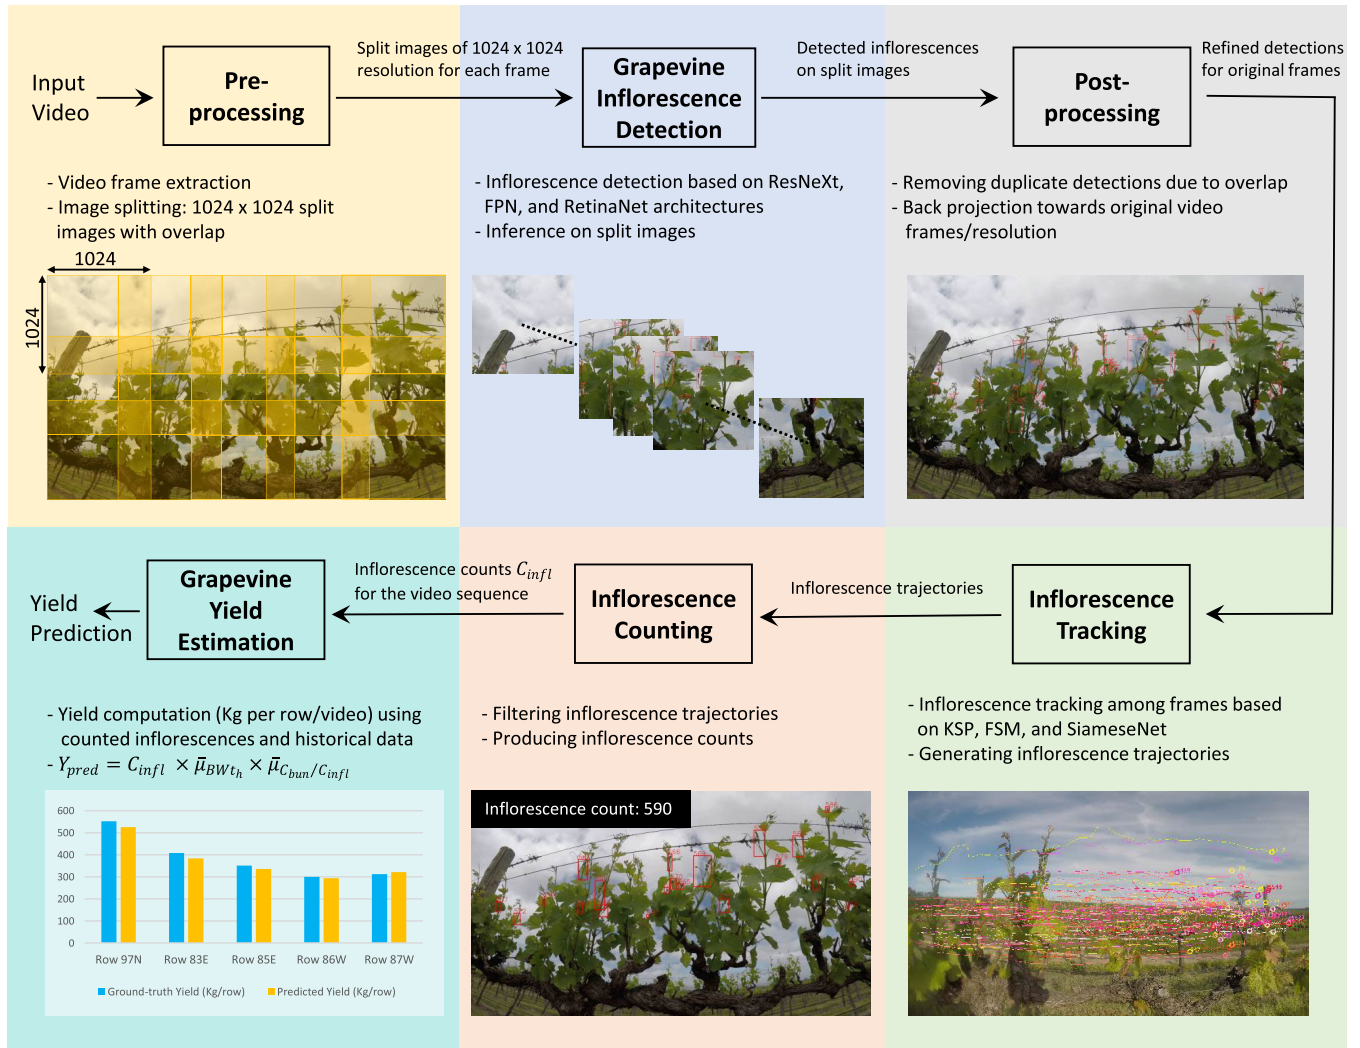 Input
Video
Pre-
processing
Split images of 1024 x 1024
resolution for each frame
Grapevine
Inflorescence
Detection
Detected inflorescences
on split images
Post-
processing
Refined detections
for original frames
- Video frame extraction
- Image splitting: 1024 x 1024 split
images with overlap
1024
1024
- Inflorescence detection based on ResNeXt,
FPN, and RetinaNet architectures
- Inference on split images
- Removing duplicate detections due to overlap
- Back projection towards original video
frames/resolution
Inflorescence
Tracking
Inflorescence trajectories
Inflorescence
Counting
Inflorescence counts C_infl
for the video sequence
Grapevine
Yield
Estimation
Yield
Prediction
- Inflorescence tracking among frames based
on KSP, FSM, and SiameseNet
- Generating inflorescence trajectories
- Filtering inflorescence trajectories
- Producing inflorescence counts
Inflorescence count: 590
- Yield computation (Kg per row/video) using
counted inflorescences and historical data
- Y_pred = C_infl × μ̄_BWt_h × μ̄_C_bun/C_infl
600
500
400
300
200
100
0
Row 97N Row 83E Row 85E Row 86W Row 87W
Ground-truth Yield (Kg/row) Predicted Yield (Kg/row)